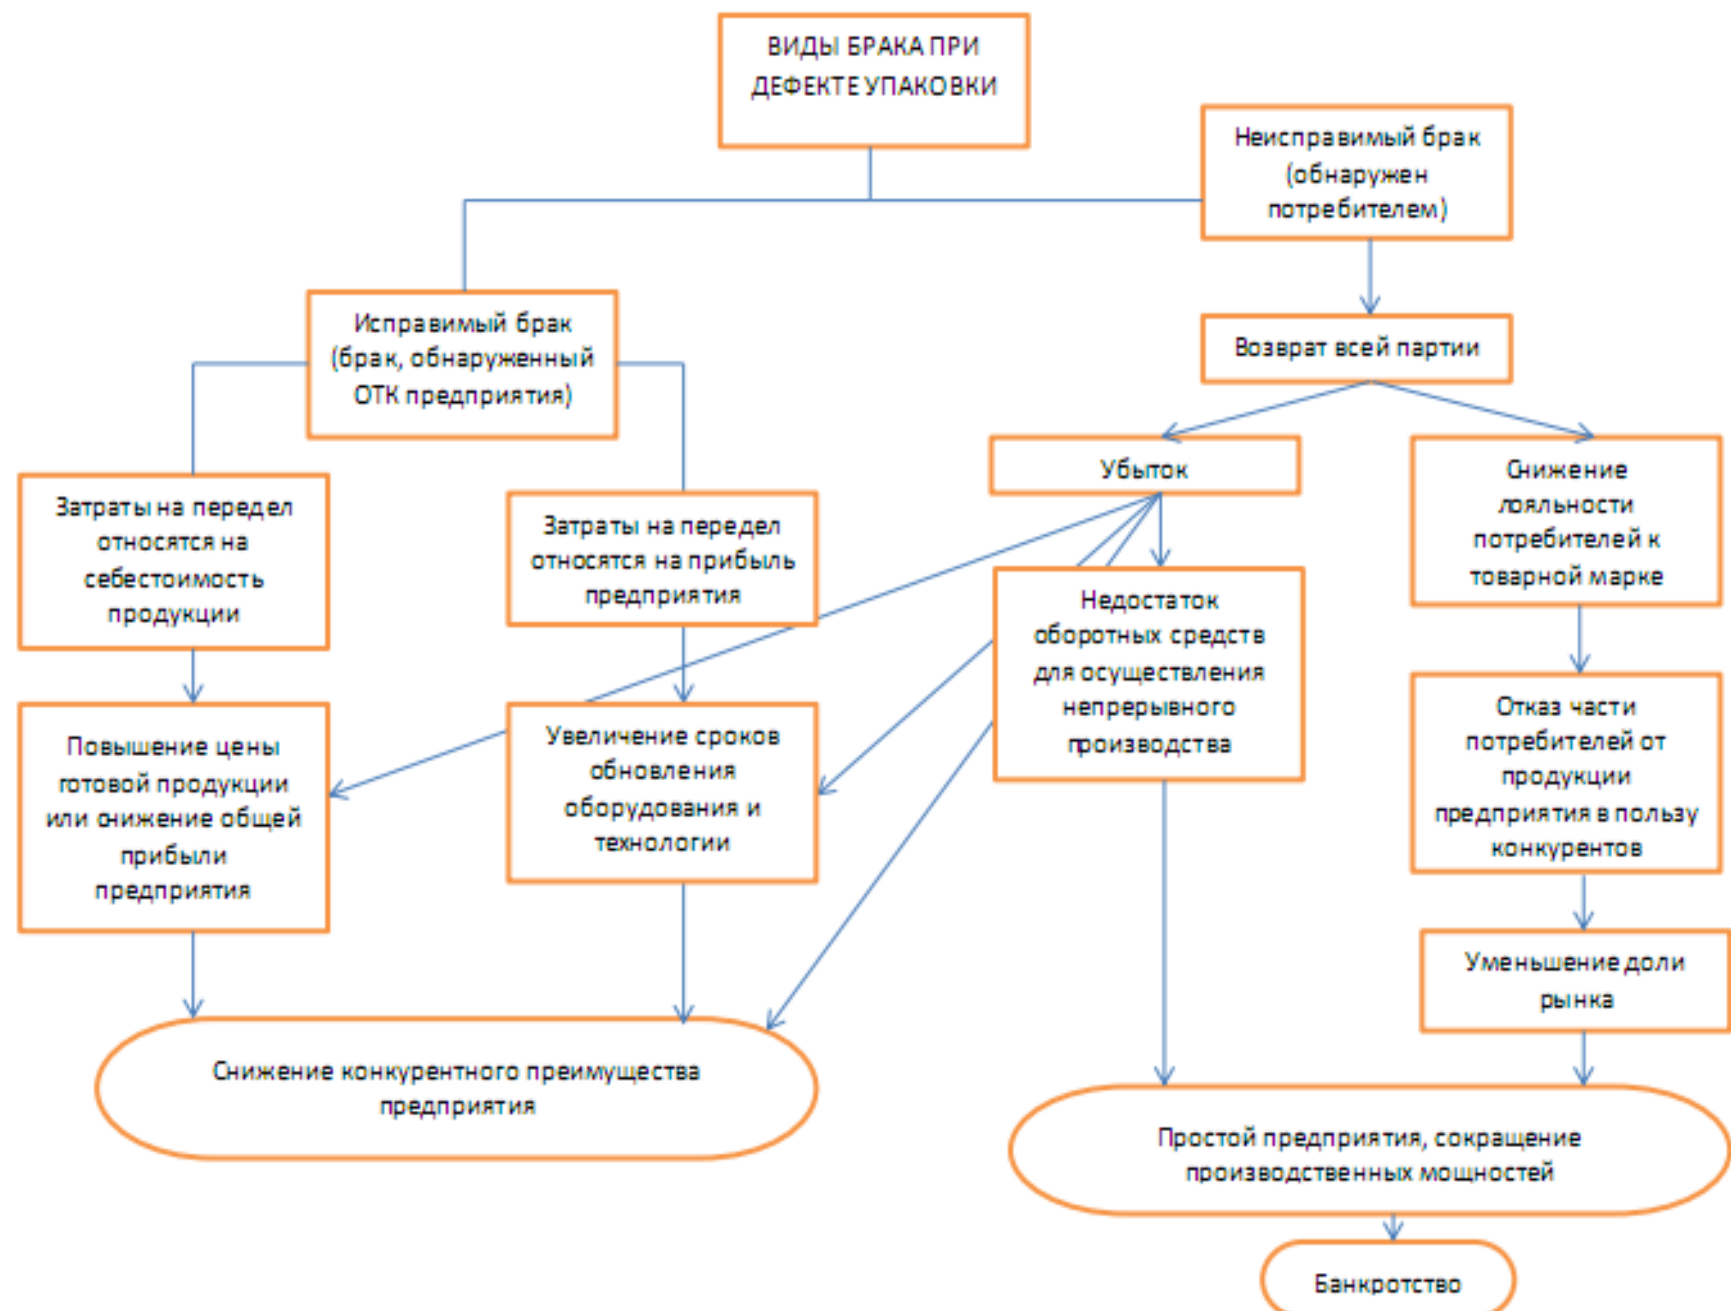 ВИДЫ БРАКА ПРИ
ДЕФЕКТЕ УПАКОВКИ
Неисправимый брак
(обнаружен
потребителем)
Исправимый брак
(брак, обнаруженный
ОТК предприятия)
Возврат всей партии
Убыток
Снижение
лояльности
потребителей к
товарной марке
Затраты на передел
относятся на
себестоимость
продукции
Затраты на передел
относятся на прибыль
предприятия
Недостаток
оборотных средств
для осуществления
непрерывного
производства
Отказ части
потребителей от
продукции
предприятия в пользу
конкурентов
Повышение цены
готовой продукции
или снижение общей
прибыли
предприятия
Увеличение сроков
обновления
оборудования и
технологии
Уменьшение доли
рынка
Снижение конкурентного преимущества
предприятия
Простой предприятия, сокращение
производственных мощностей
Банкротство